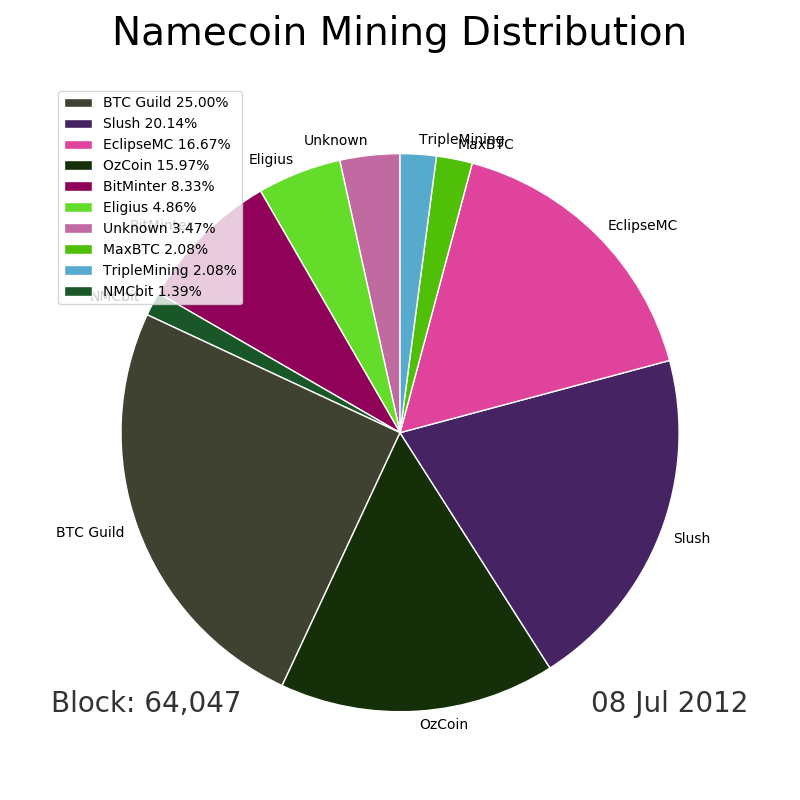 Namecoin Mining Distribution
BTC Guild 25.00%
Slush 20.14%
EclipseMC 16.67%
OzCoin 15.97%
BitMinter 8.33%
Eligius 4.86%
Unknown 3.47%
MaxBTC 2.08%
TripleMining 2.08%
NMCbit 1.39%
TripleMining
MaxBTC
Unknown
Eligius
EclipseMC
BitMinter
NMCbit
BTC Guild
Slush
OzCoin
Block: 64,047
08 Jul 2012